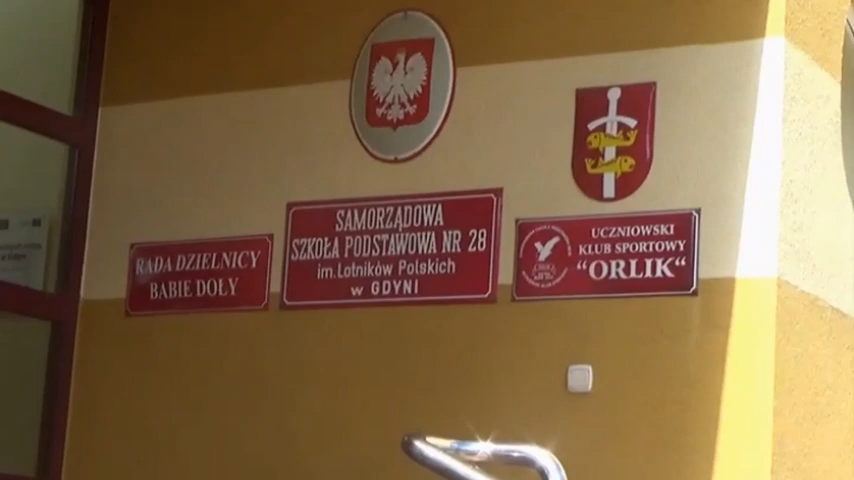 RADA DZIELNICY
BABIE DOŁY
SAMORZĄDOWA
SZKOŁA PODSTAWOWA NR 28
im. Lotników Polskich
w GDYNI
UCZNIOWSKI
KLUB SPORTOWY
“ORLIK“